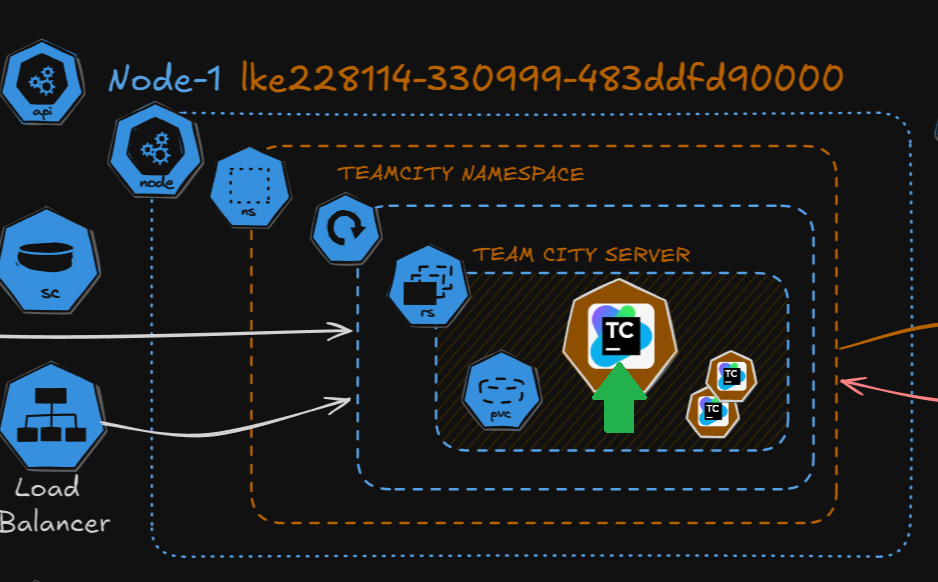 api
Node-1 lke228114-330999-483ddfd90000
node
ns
TEAMCITY NAMESPACE
sc
rs
TEAM CITY SERVER
TC
pvc
TC
TC
Load
Balancer